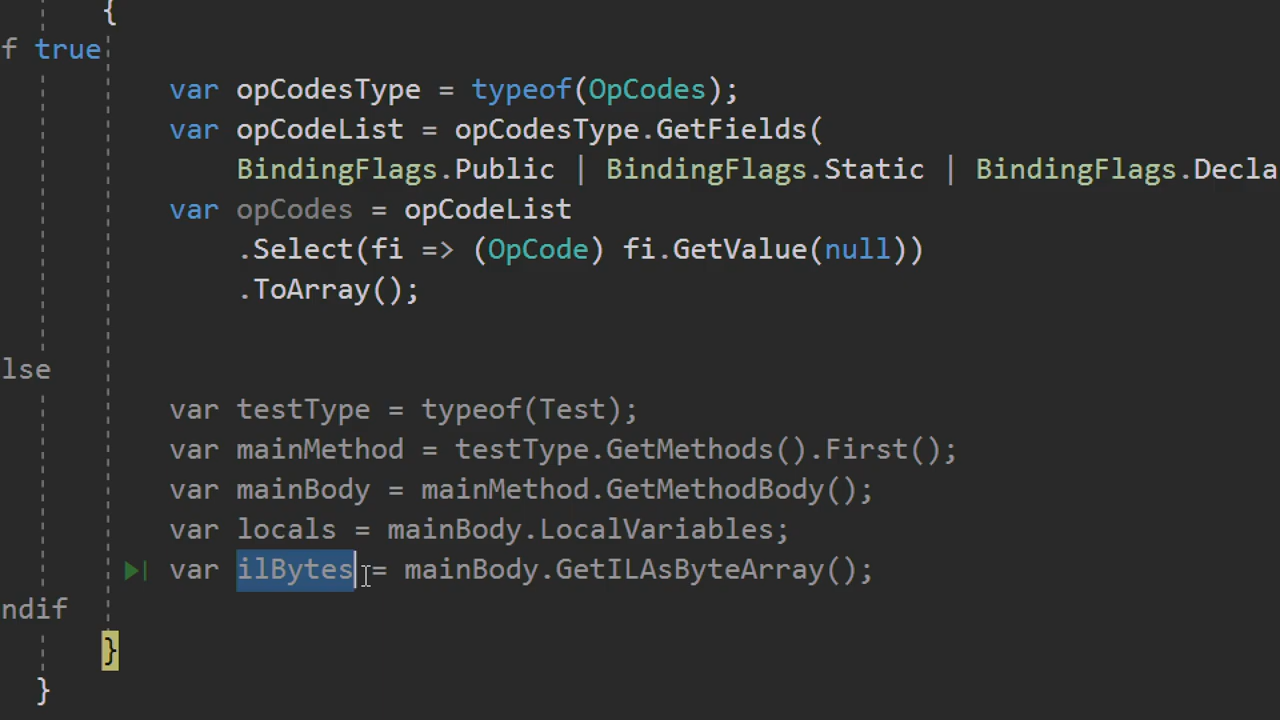 {
f true
var opCodesType = typeof(OpCodes);
var opCodeList = opCodesType.GetFields(
BindingFlags.Public | BindingFlags.Static | BindingFlags.Decla
var opCodes = opCodeList
.Select(fi => (OpCode) fi.GetValue(null))
.ToArray();
lse
var testType = typeof(Test);
var mainMethod = testType.GetMethods().First();
var mainBody = mainMethod.GetMethodBody();
var locals = mainBody.LocalVariables;
var ilBytes = mainBody.GetILAsByteArray();
ndif
}
}